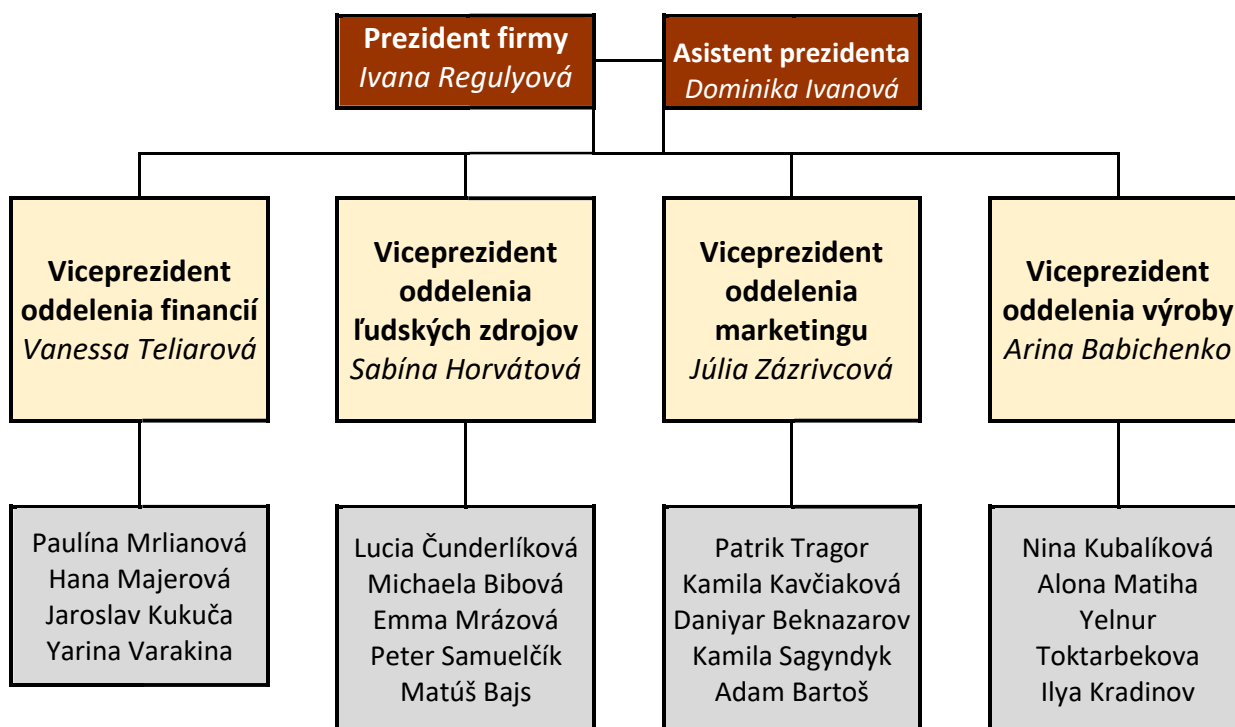 Prezident firmy
Ivana Regulyová
Asistent prezidenta
Dominika Ivanová
Viceprezident
oddelenia financií
Vanessa Teliarová
Viceprezident
oddelenia
ľudských zdrojov
Sabína Horvátová
Viceprezident
oddelenia
marketingu
Júlia Zázrivcová
Viceprezident
oddelenia výroby
Arina Babichenko
Paulína Mrlianová
Hana Majerová
Jaroslav Kukuča
Yarina Varakina
Lucia Čunderlíková
Michaela Bibová
Emma Mrázová
Peter Samuelčík
Matúš Bajs
Patrik Tragor
Kamila Kavčiaková
Daniyar Beknazarov
Kamila Sagyndyk
Adam Bartoš
Nina Kubalíková
Alona Matiha
Yelnur
Toktarbekova
Ilya Kradinov